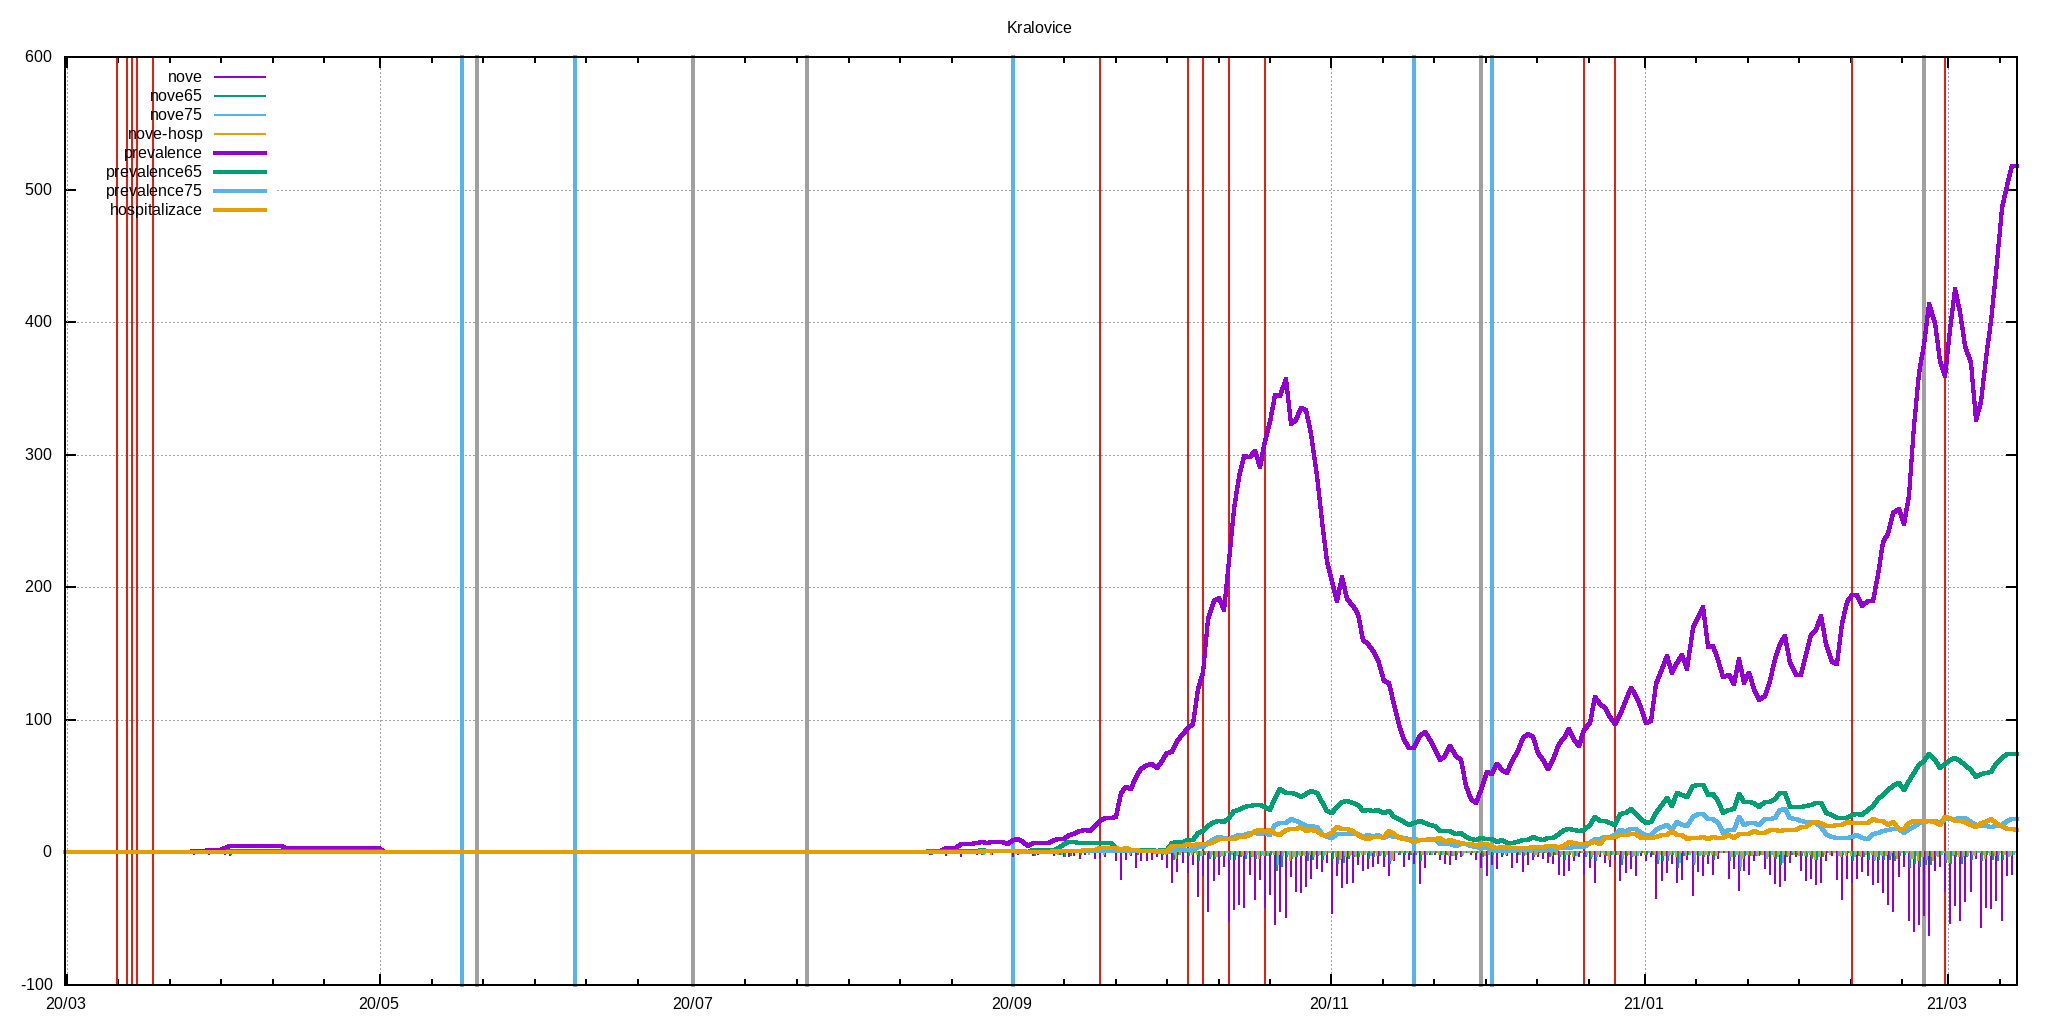 Kralovice
600
nove
nove65
nove75
nove-hosp
prevalence
prevalence65
prevalence75
hospitalizace
500
400
300
200
100
0
-100
20/03 20/05 20/07 20/09 20/11 21/01 21/03